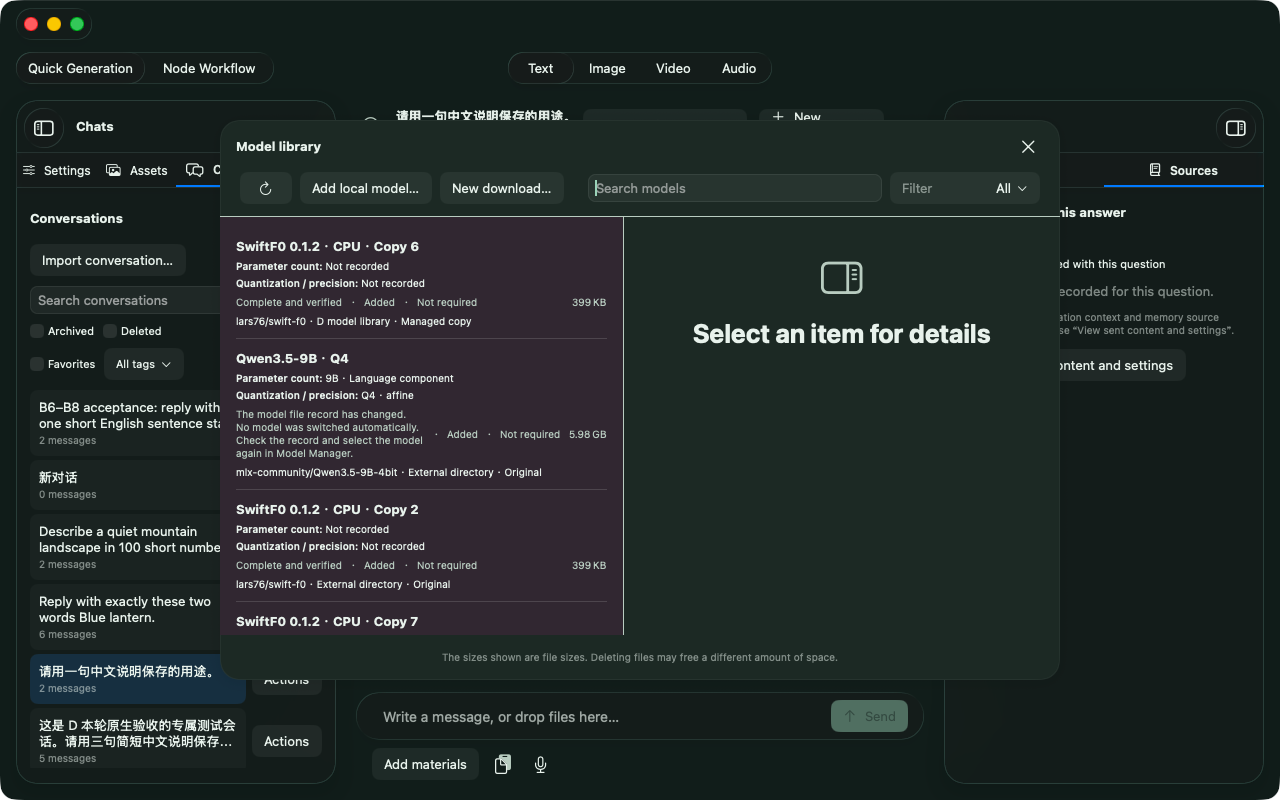 Quick Generation
Node Workflow
Text
Image
Video
Audio
Chats
Settings
Assets
Conversations
Import conversation...
Search conversations
Archived
Deleted
Favorites
All tags
B6–B8 acceptance: reply with
one short English sentence sta
2 messages
新对话
0 messages
Describe a quiet mountain
landscape in 100 short numbe
2 messages
Reply with exactly these two
words Blue lantern.
6 messages
请用一句中文说明保存的用途。
2 messages
Actions
这是 D 本轮原生验收的专属测试会
话。请用三句简短中文说明保存...
5 messages
Actions
请用一句中文说明保存的用途。
New
Model library
Add local model...
New download...
Search models
Filter
All
SwiftF0 0.1.2 · CPU · Copy 6
Parameter count: Not recorded
Quantization / precision: Not recorded
Complete and verified · Added · Not required 399 KB
lars76/swift-f0 · D model library · Managed copy
Qwen3.5-9B · Q4
Parameter count: 9B · Language component
Quantization / precision: Q4 · affine
The model file record has changed.
No model was switched automatically.
Check the record and select the model
again in Model Manager.
· Added · Not required 5.98 GB
mlx-community/Qwen3.5-9B-4bit · External directory · Original
SwiftF0 0.1.2 · CPU · Copy 2
Parameter count: Not recorded
Quantization / precision: Not recorded
Complete and verified · Added · Not required 399 KB
lars76/swift-f0 · External directory · Original
SwiftF0 0.1.2 · CPU · Copy 7
Select an item for details
The sizes shown are file sizes. Deleting files may free a different amount of space.
Write a message, or drop files here...
Send
Add materials
Sources
his answer
ed with this question
ecorded for this question.
ation context and memory source
se “View sent content and settings”.
ontent and settings